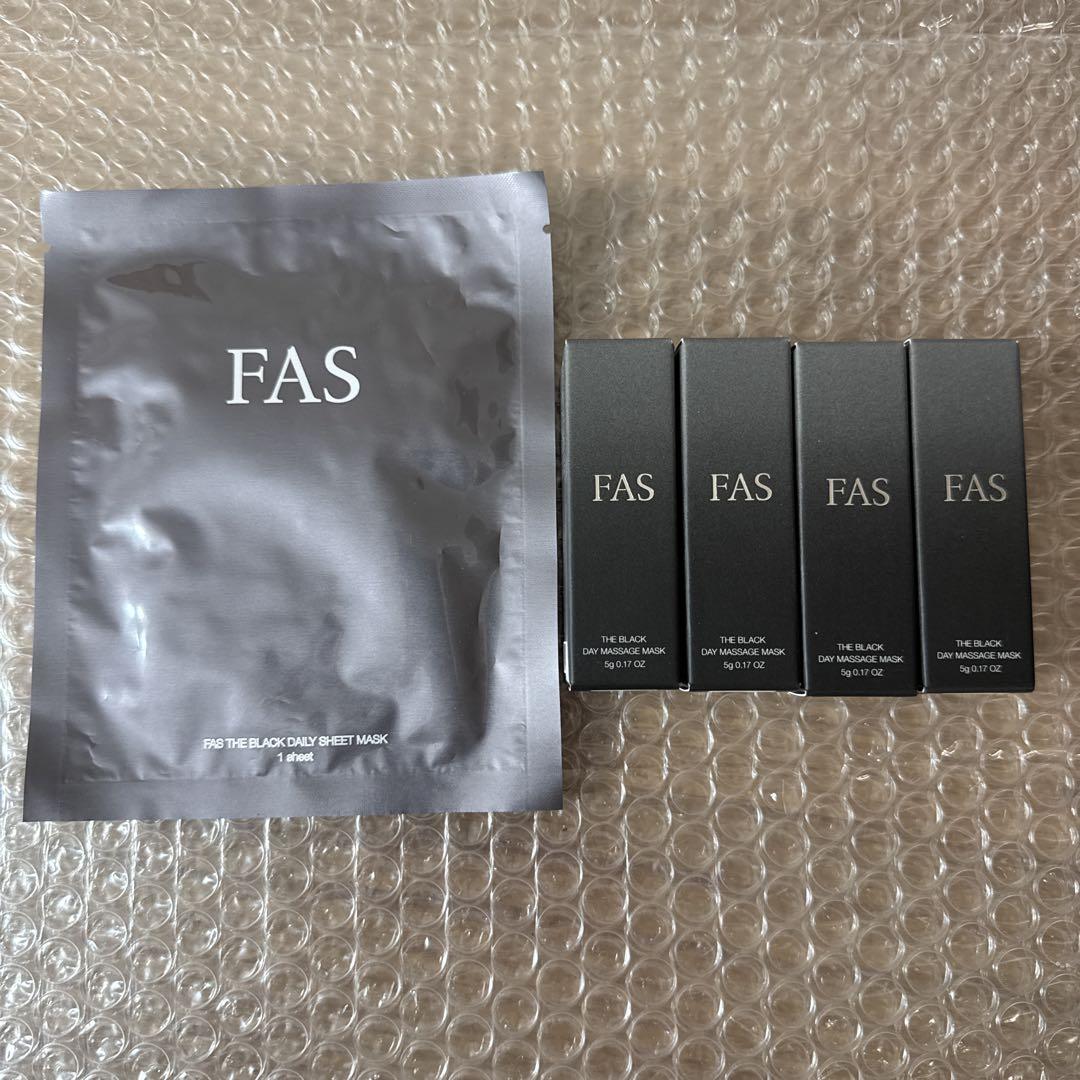 FAS
FAS THE BLACK DAILY SHEET MASK
1 sheet
FAS
THE BLACK
DAY MASSAGE MASK
5g 0.17 OZ
FAS
THE BLACK
DAY MASSAGE MASK
5g 0.17 OZ
FAS
THE BLACK
DAY MASSAGE MASK
5g 0.17 OZ
FAS
THE BLACK
DAY MASSAGE MASK
5g 0.17 OZ